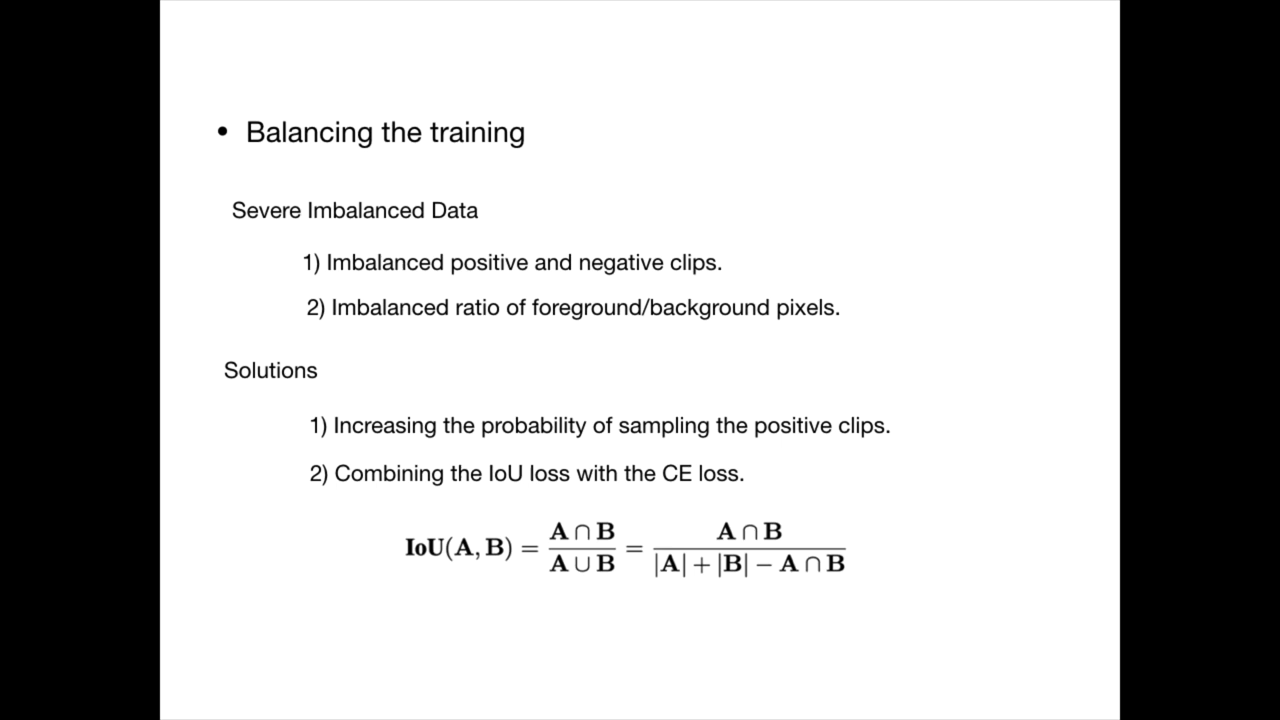 • Balancing the training
Severe Imbalanced Data
1) Imbalanced positive and negative clips.
2) Imbalanced ratio of foreground/background pixels.
Solutions
1) Increasing the probability of sampling the positive clips.
2) Combining the IoU loss with the CE loss.
IoU(A, B) = A ∩ B / A ∪ B = A ∩ B / |A| + |B| − A ∩ B